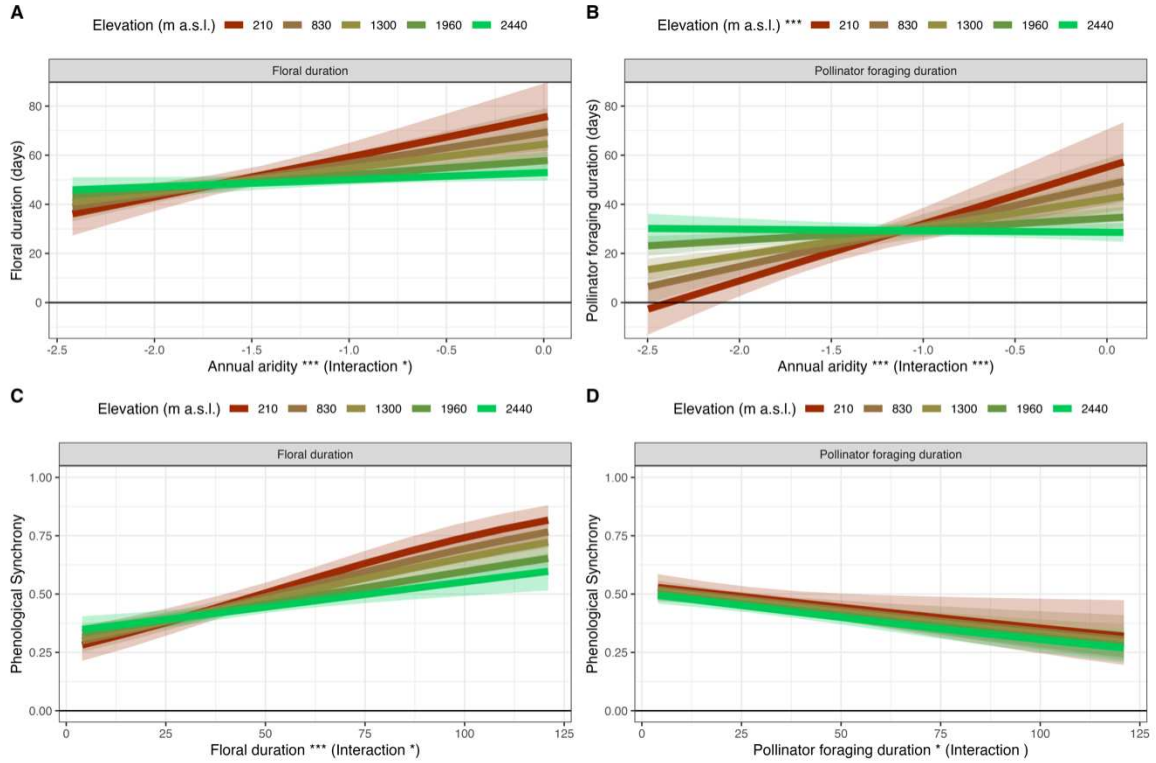 A
Elevation (m a.s.l.) 210 830 1300 1960 2440
Floral duration
Floral duration (days)
80
60
40
20
0
-2.5 -2.0 -1.5 -1.0 -0.5 0.0
Annual aridity *** (Interaction *)
B
Elevation (m a.s.l.) *** 210 830 1300 1960 2440
Pollinator foraging duration
Pollinator foraging duration (days)
80
60
40
20
0
-2.5 -2.0 -1.5 -1.0 -0.5 0.0
Annual aridity *** (Interaction ***)
C
Elevation (m a.s.l.) 210 830 1300 1960 2440
Floral duration
Phenological Synchrony
1.00
0.75
0.50
0.25
0.00
0 25 50 75 100 125
Floral duration *** (Interaction *)
D
Elevation (m a.s.l.) 210 830 1300 1960 2440
Pollinator foraging duration
Phenological Synchrony
1.00
0.75
0.50
0.25
0.00
0 25 50 75 100 125
Pollinator foraging duration * (Interaction )